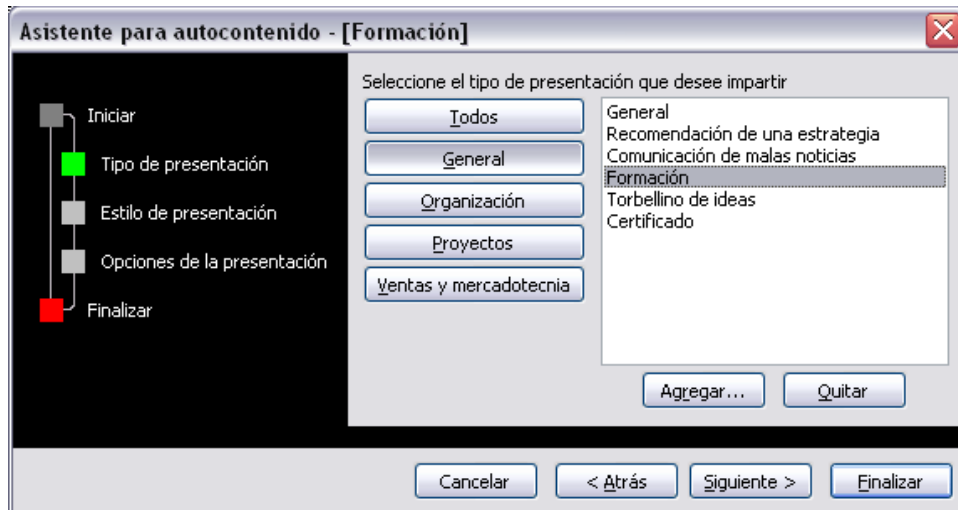 Asistente para autocontenido - [Formación]
Iniciar
Tipo de presentación
Estilo de presentación
Opciones de la presentación
Finalizar
Seleccione el tipo de presentación que desee impartir
Todos
General
Organización
Proyectos
Ventas y mercadotecnia
General
Recomendación de una estrategia
Comunicación de malas noticias
Formación
Torbellino de ideas
Certificado
Agregar... Quitar
Cancelar < Atrás Siguiente > Finalizar